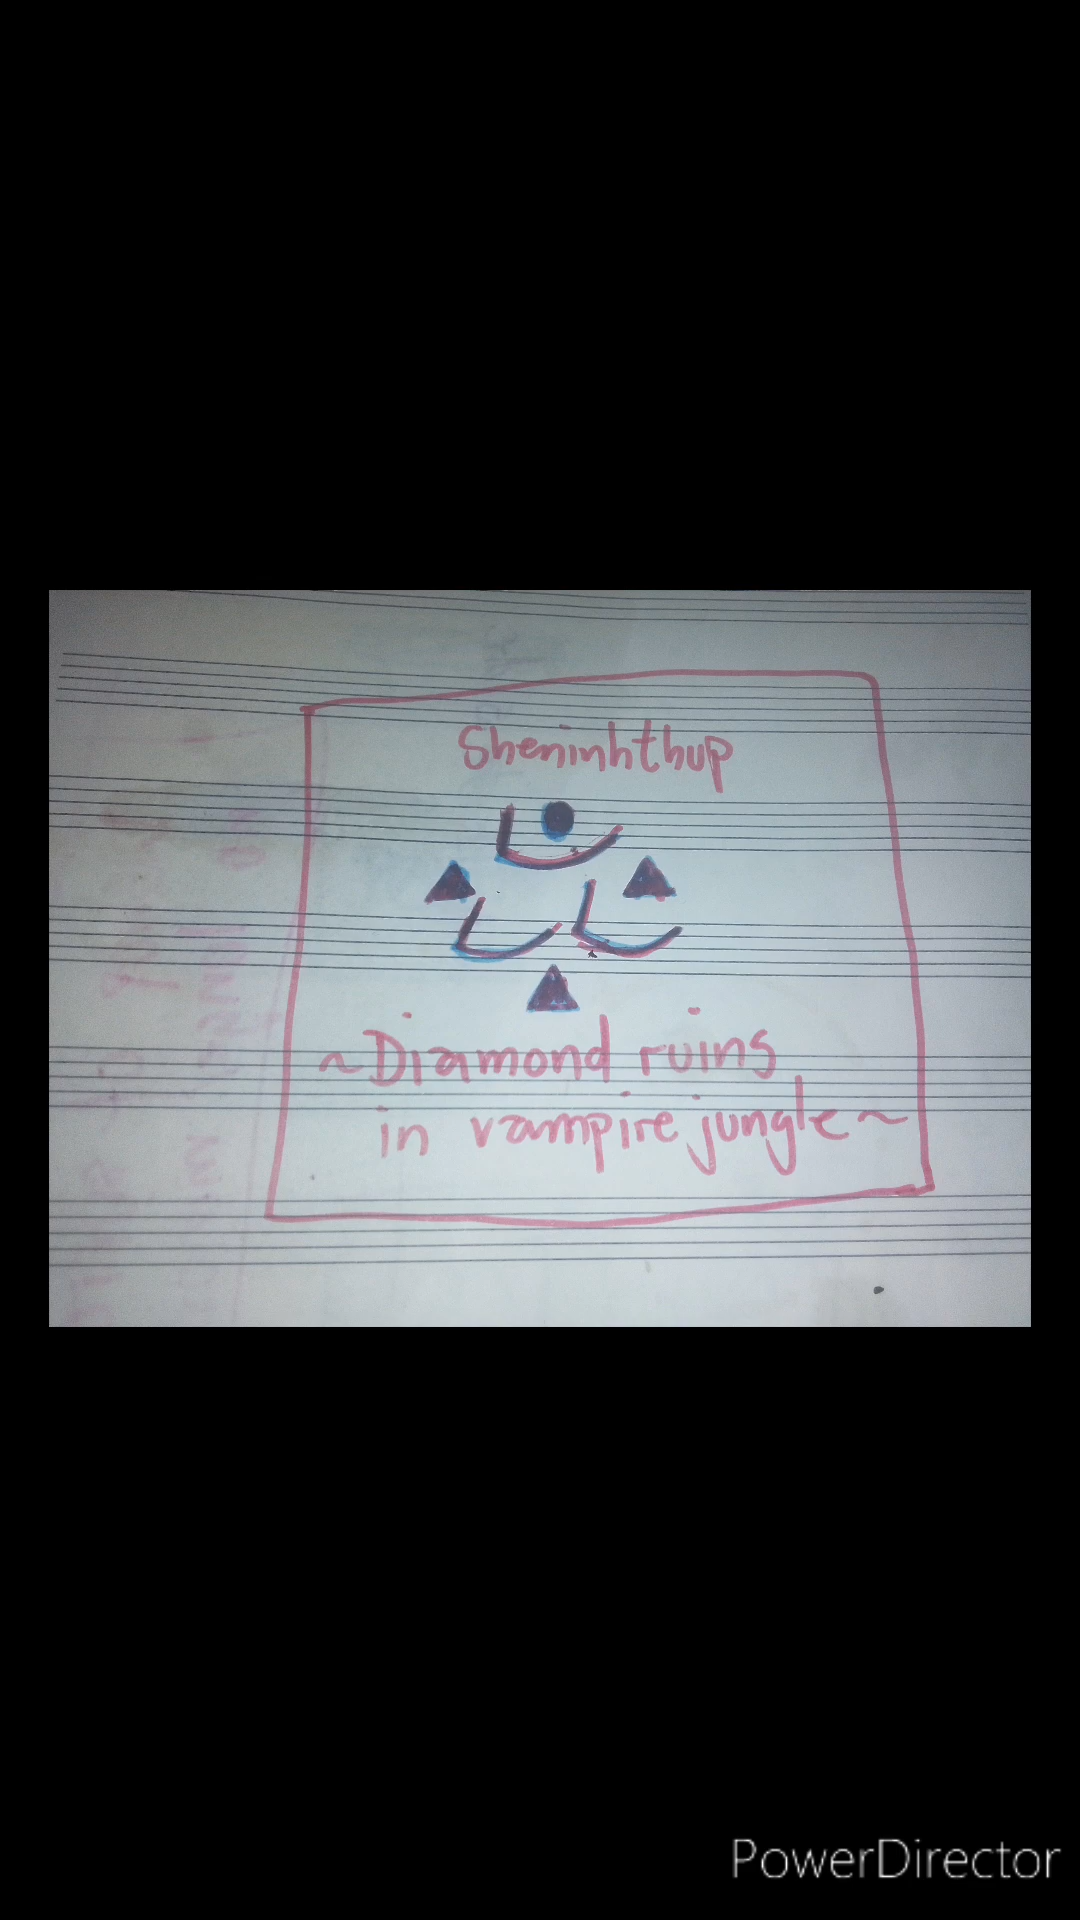 Sheninhthup
~Diamond ruins
in vampire jungle~
PowerDirector